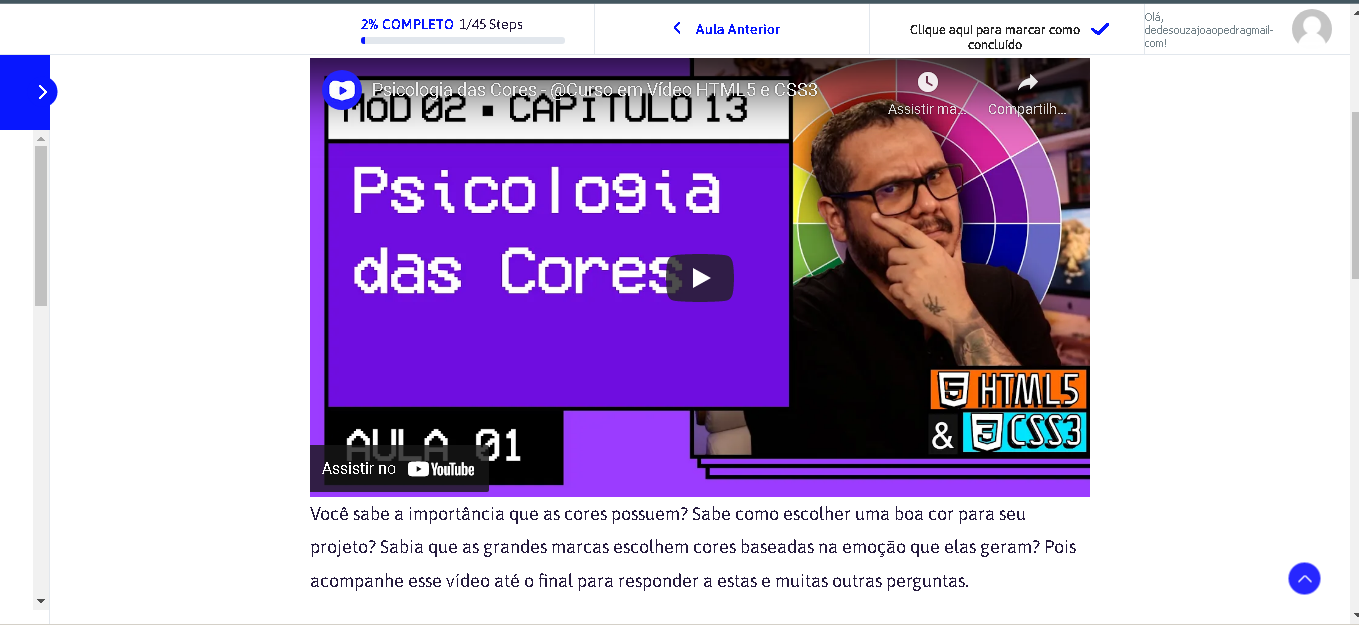 2% COMPLETO 1/45 Steps
Aula Anterior
Clique aqui para marcar como
concluído
Olá,
dedesouzajoaopedragmail-
com!
Psicologia das Cores - @Curso em Vídeo HTML5 e CSS3
Assistir ma...
Compartilh...
MÓD 02 ▪ CAPÍTULO 13
Psicologia
das Cores
HTML5
& CSS3
AULA 01
Assistir no YouTube
Você sabe a importância que as cores possuem? Sabe como escolher uma boa cor para seu
projeto? Sabia que as grandes marcas escolhem cores baseadas na emoção que elas geram? Pois
acompanhe esse vídeo até o final para responder a estas e muitas outras perguntas.